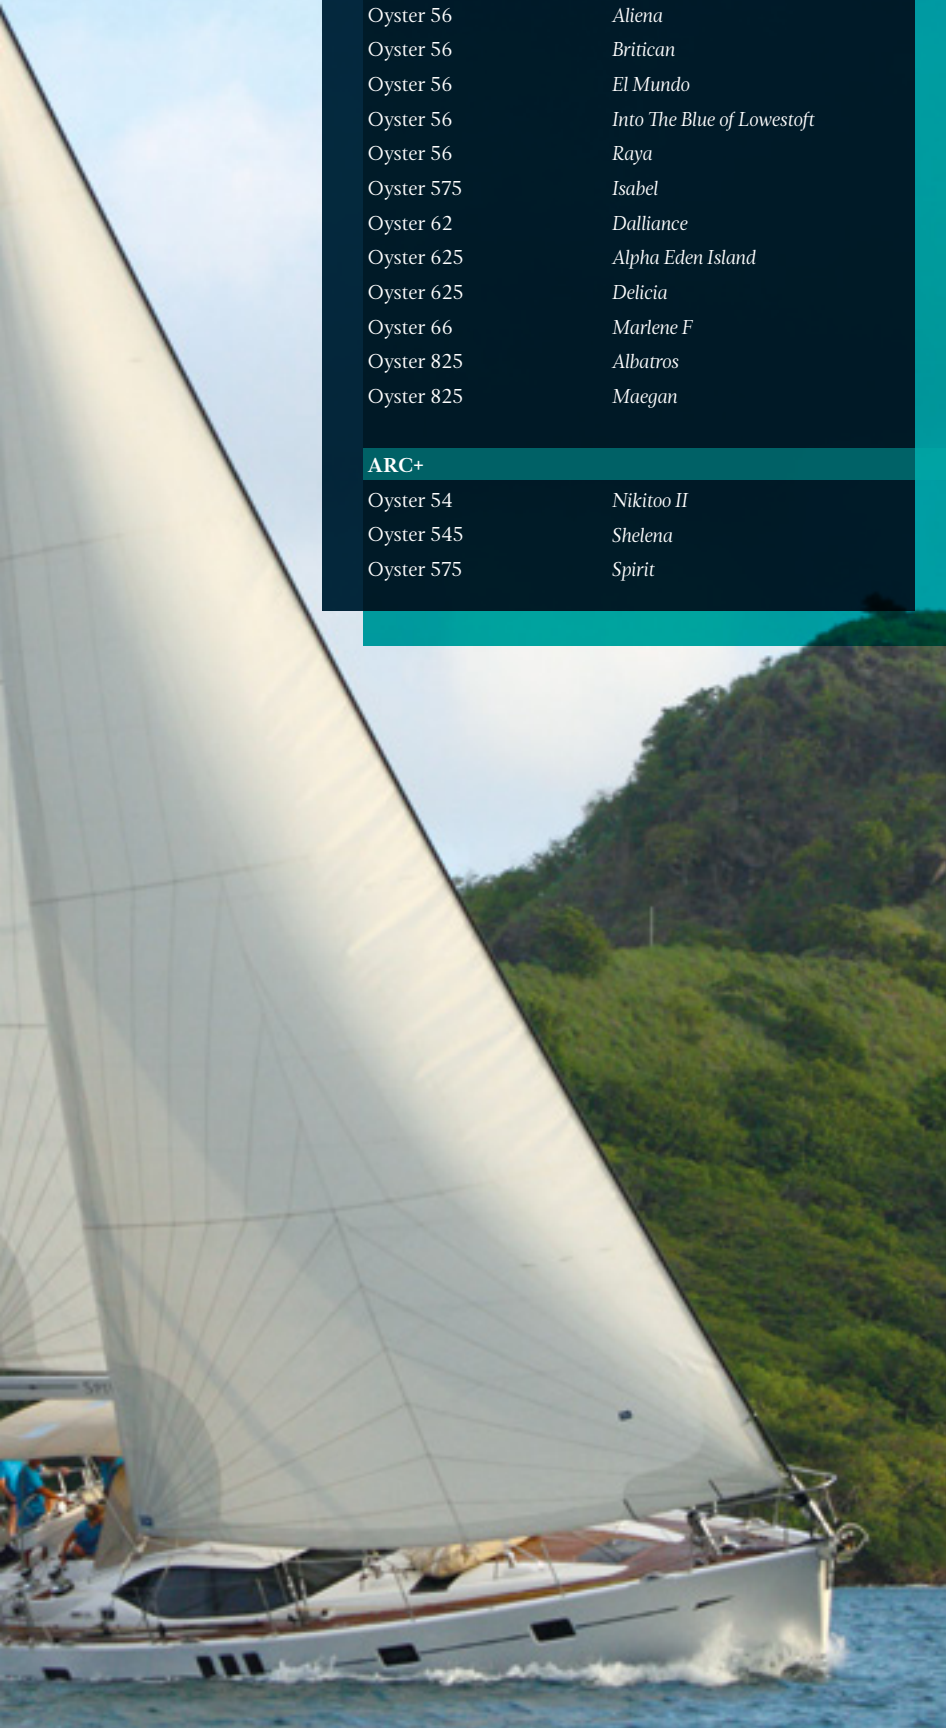 Oyster 56 Aliena
Oyster 56 Britican
Oyster 56 El Mundo
Oyster 56 Into The Blue of Lowestoft
Oyster 56 Raya
Oyster 575 Isabel
Oyster 62 Dalliance
Oyster 625 Alpha Eden Island
Oyster 625 Delicia
Oyster 66 Marlene F
Oyster 825 Albatros
Oyster 825 Maegan
ARC+
Oyster 54 Nikitoo II
Oyster 545 Shelena
Oyster 575 Spirit